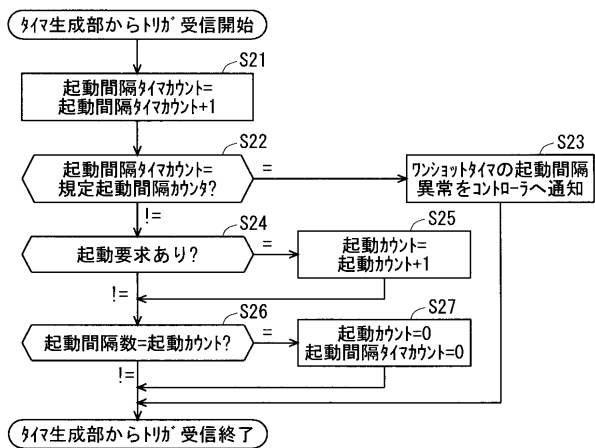 ﾀｲﾏ生成部からﾄﾘｶﾞ受信開始
S21
起動間隔ﾀｲﾏｶｳﾝﾄ=
起動間隔ﾀｲﾏｶｳﾝﾄ+1
S22
起動間隔ﾀｲﾏｶｳﾝﾄ=
規定起動間隔ｶｳﾝﾀ?
=
S23
ﾜﾝｼｮｯﾄﾀｲﾏの起動間隔
異常をｺﾝﾄﾛｰﾗへ通知
!=
S24
起動要求あり?
=
S25
起動ｶｳﾝﾄ=
起動ｶｳﾝﾄ+1
!=
S26
起動間隔数=起動ｶｳﾝﾄ?
=
S27
起動ｶｳﾝﾄ=0
起動間隔ﾀｲﾏｶｳﾝﾄ=0
!=
ﾀｲﾏ生成部からﾄﾘｶﾞ受信終了